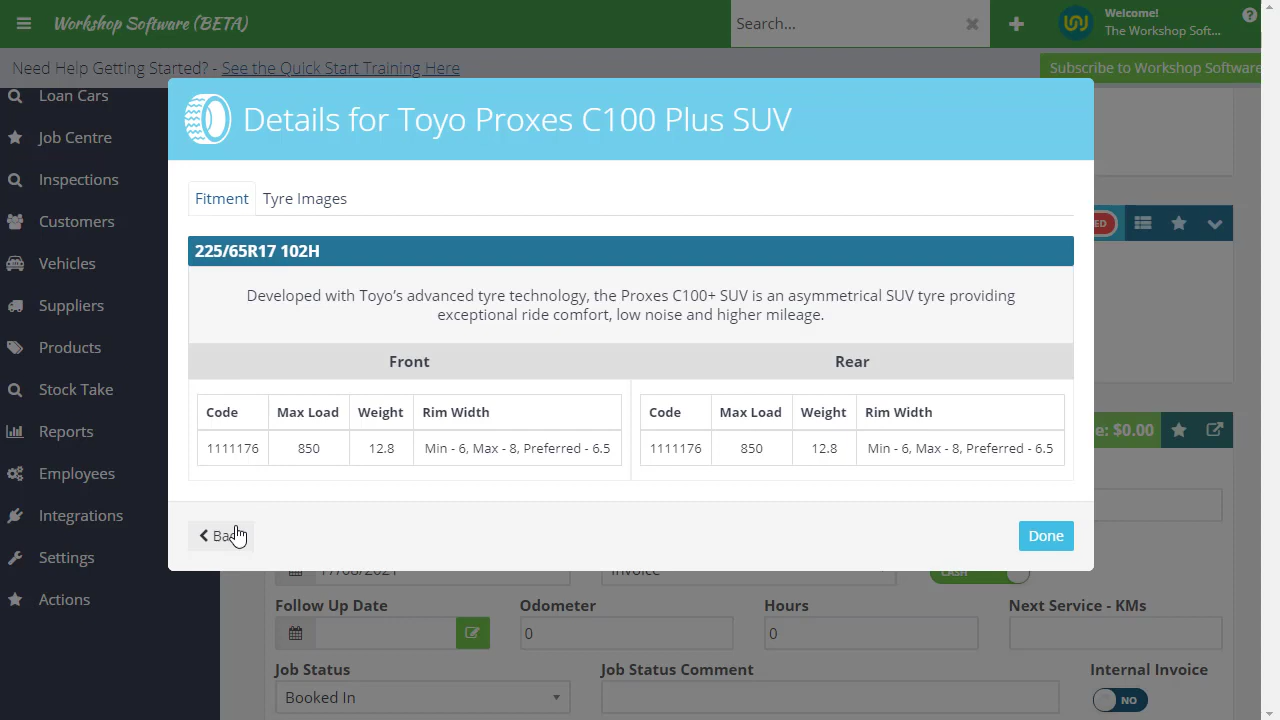 Workshop Software (BETA)
Search...
Welcome!
The Workshop Soft...
Need Help Getting Started? - See the Quick Start Training Here
Subscribe to Workshop Software
Loan Cars
Job Centre
Inspections
Customers
Vehicles
Suppliers
Products
Stock Take
Reports
Employees
Integrations
Settings
Actions
Details for Toyo Proxes C100 Plus SUV
Fitment
Tyre Images
225/65R17 102H
Developed with Toyo's advanced tyre technology, the Proxes C100+ SUV is an asymmetrical SUV tyre providing
exceptional ride comfort, low noise and higher mileage.
Front
Rear
Code Max Load Weight Rim Width
1111176 850 12.8 Min - 6, Max - 8, Preferred - 6.5
Code Max Load Weight Rim Width
1111176 850 12.8 Min - 6, Max - 8, Preferred - 6.5
Done
$0.00
17/08/2021
Invoice
CASH
Follow Up Date
Odometer
Hours
Next Service - KMs
0
0
Job Status
Job Status Comment
Internal Invoice
Booked In
NO